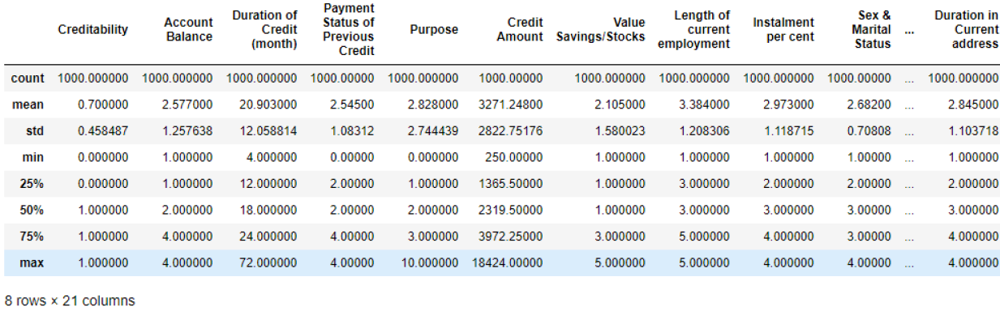 Creditability Account Balance Duration of Credit (month) Payment Status of Previous Credit Purpose Credit Amount Value Savings/Stocks Length of current employment Instalment per cent Sex & Marital Status ... Duration in Current address
count 1000.000000 1000.000000 1000.000000 1000.00000 1000.000000 1000.00000 1000.000000 1000.000000 1000.000000 1000.00000 ... 1000.000000
mean 0.700000 2.577000 20.903000 2.54500 2.828000 3271.24800 2.105000 3.384000 2.973000 2.68200 ... 2.845000
std 0.458487 1.257638 12.058814 1.08312 2.744439 2822.75176 1.580023 1.208306 1.118715 0.70808 ... 1.103718
min 0.000000 1.000000 4.000000 0.00000 0.000000 250.00000 1.000000 1.000000 1.000000 1.00000 ... 1.000000
25% 0.000000 1.000000 12.000000 2.00000 1.000000 1365.50000 1.000000 3.000000 2.000000 2.00000 ... 2.000000
50% 1.000000 2.000000 18.000000 2.00000 2.000000 2319.50000 1.000000 3.000000 3.000000 3.00000 ... 3.000000
75% 1.000000 4.000000 24.000000 4.00000 3.000000 3972.25000 3.000000 5.000000 4.000000 3.00000 ... 4.000000
max 1.000000 4.000000 72.000000 4.00000 10.000000 18424.00000 5.000000 5.000000 4.000000 4.00000 ... 4.000000
8 rows × 21 columns